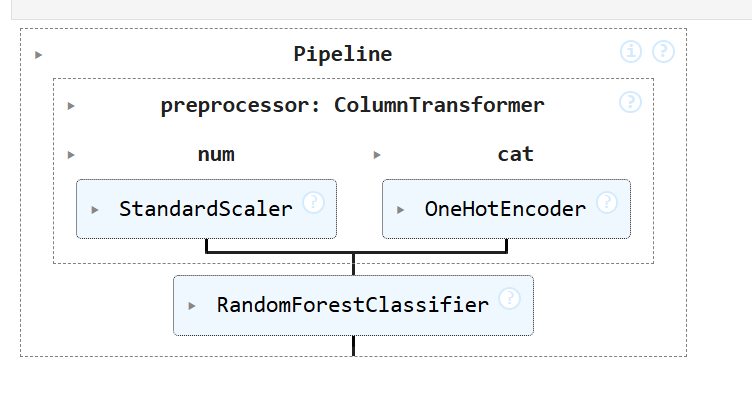 Pipeline i ?
preprocessor: ColumnTransformer ?
num cat
StandardScaler ? OneHotEncoder ?
RandomForestClassifier ?